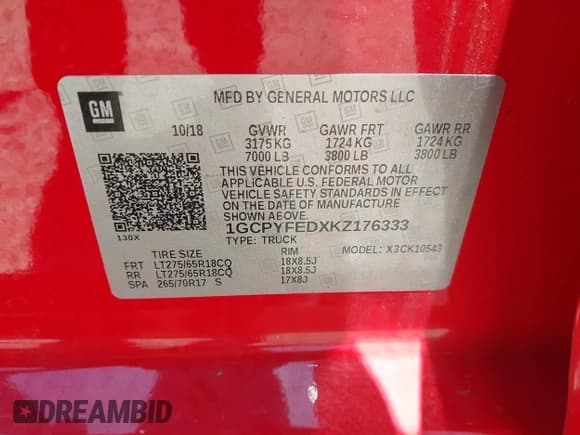 GM
MFD BY GENERAL MOTORS LLC
10/18 GVWR GAWR FRT GAWR RR
3175 KG 1724 KG 1724 KG
7000 LB 3800 LB 3800 LB
THIS VEHICLE CONFORMS TO ALL
APPLICABLE U.S. FEDERAL MOTOR
VEHICLE SAFETY STANDARDS IN EFFECT
ON THE DATE OF MANUFACTURE
SHOWN ABOVE.
1GCPYFEDXKZ176333
130X TYPE: TRUCK MODEL: X3CK10543
TIRE SIZE RIM
FRT LT275/65R18CQ 18X8.5J
RR LT275/65R18CQ 18X8.5J
SPA 265/70R17 S 17X8J
DREAMBID